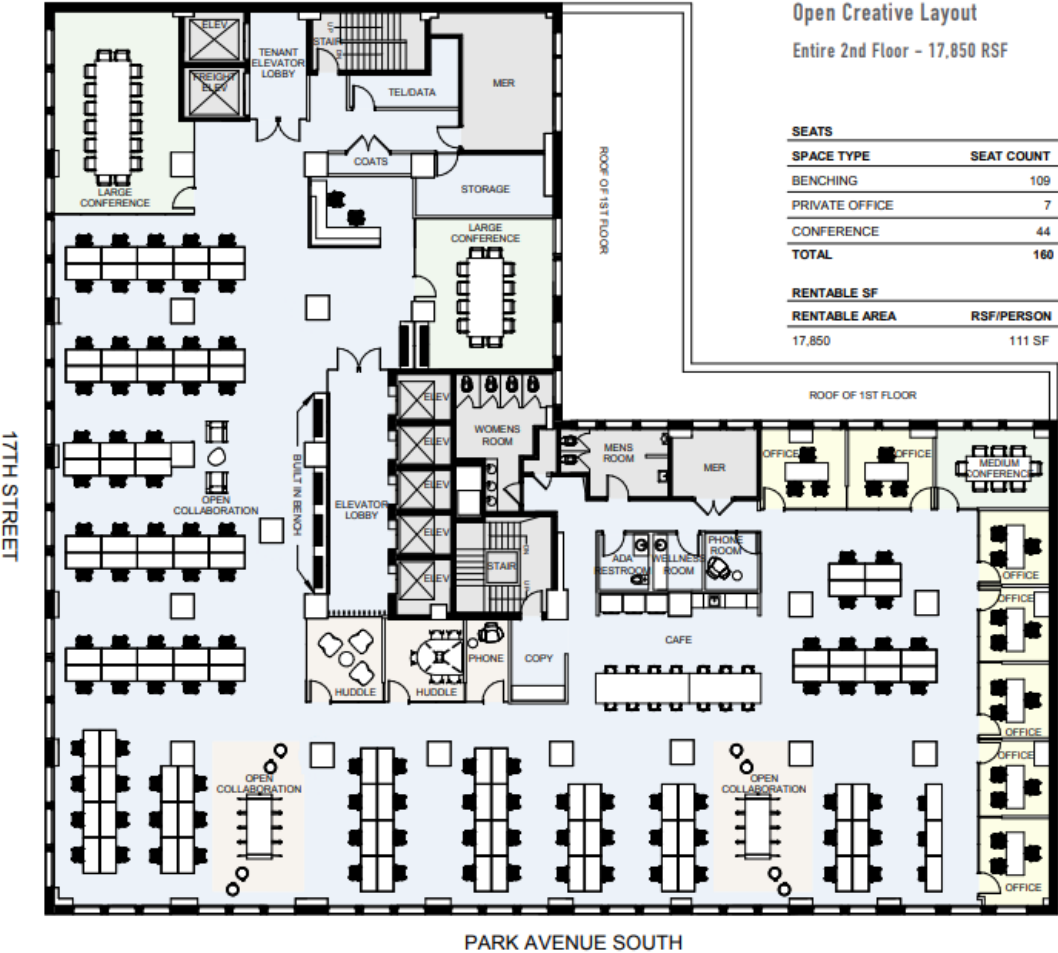 Open Creative Layout
Entire 2nd Floor - 17,850 RSF
SEATS
SPACE TYPE SEAT COUNT
BENCHING 109
PRIVATE OFFICE 7
CONFERENCE 44
TOTAL 160
RENTABLE SF
RENTABLE AREA RSF/PERSON
17,850 111 SF
ELEV
FREIGHT
ELEV
TENANT
ELEVATOR
LOBBY
UP
STAIR
DN
TEL/DATA
MER
COATS
STORAGE
LARGE
CONFERENCE
LARGE
CONFERENCE
ROOF OF 1ST FLOOR
ROOF OF 1ST FLOOR
17TH STREET
OPEN
COLLABORATION
BUILT IN BENCH
ELEVATOR
LOBBY
ELEV
ELEV
ELEV
ELEV
ELEV
WOMENS
ROOM
MENS
ROOM
MER
OFFICE
OFFICE
MEDIUM
CONFERENCE
DN
STAIR
UP
ADA
RESTROOM
WELLNESS
ROOM
PHONE
ROOM
OFFICE
OFFICE
CAFE
HUDDLE
HUDDLE
PHONE
COPY
OFFICE
OFFICE
OPEN
COLLABORATION
OPEN
COLLABORATION
OFFICE
PARK AVENUE SOUTH